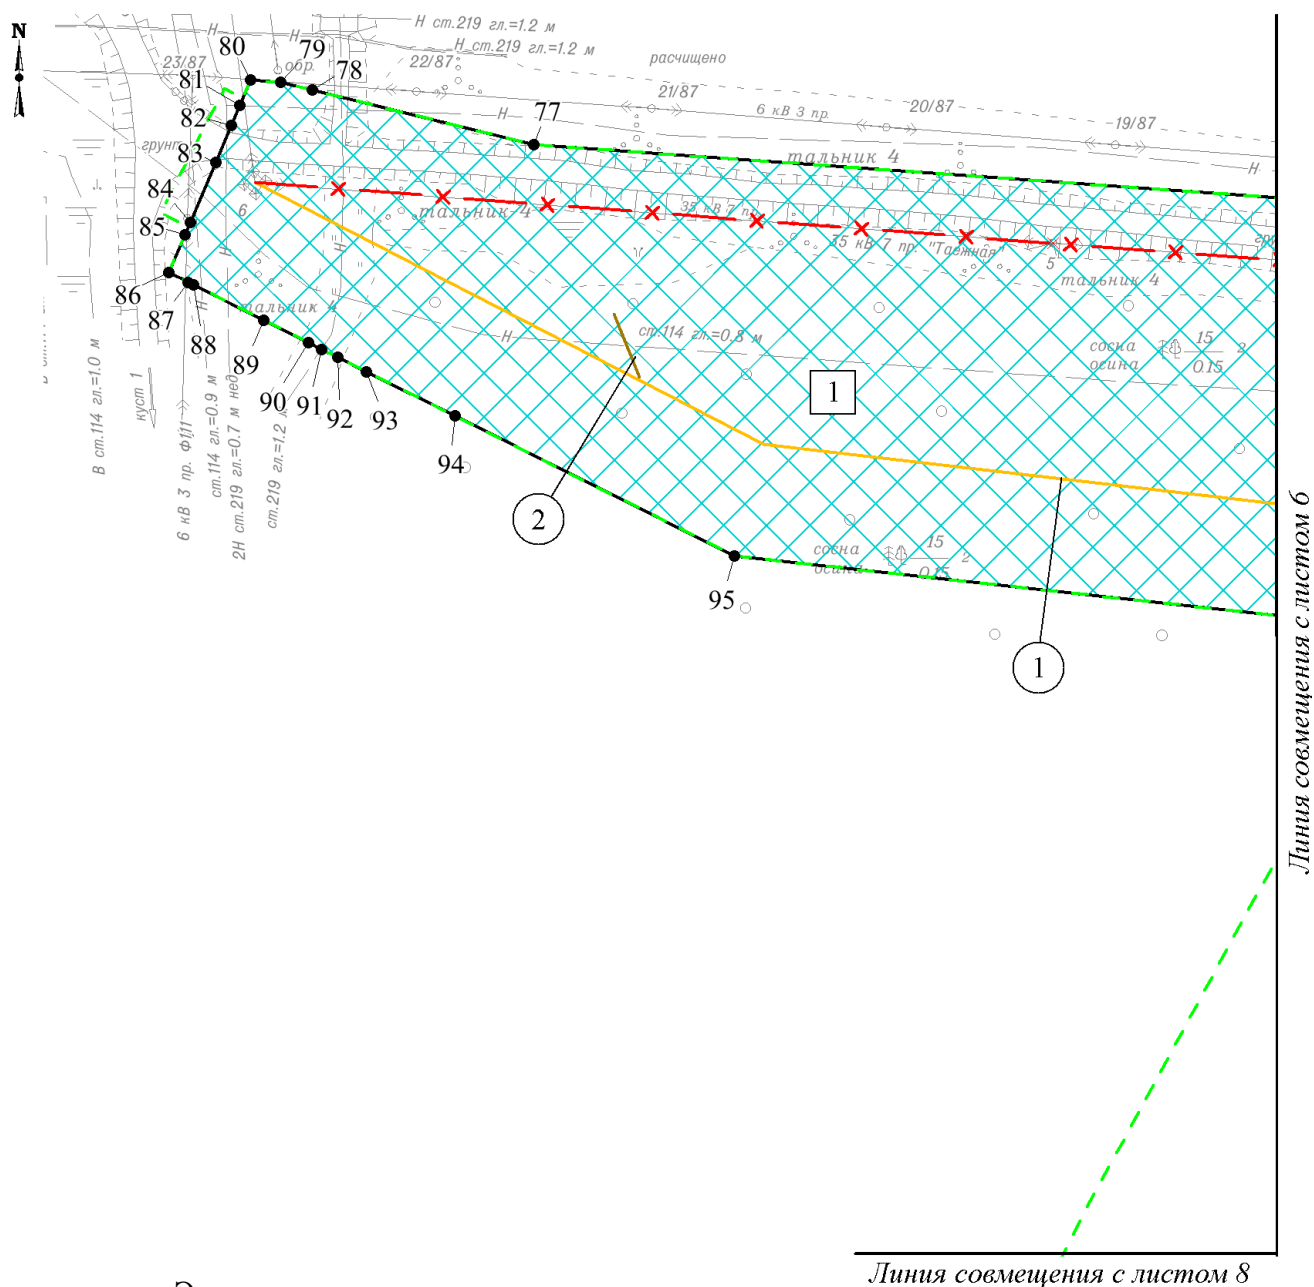 N
Н ст.219 гл.=1.2 м
Н ст.219 гл.=1.2 м
расчищено
80
79
23/87
обр.
78
22/87
81
21/87
6 кВ 3 пр.
20/87
19/87
77
82
грунт
83
тальник 4
84
6
тальник 4
35 кВ 7
85
35 кВ 7 пр. "Таежная"
5
тальник 4
86
87
88
тальник 4
89
ст.114 гл.=0.8 м
сосна
осина
15
0.15
2
1
90
91
92
93
94
куст 1
В ст.114 гл.=1.0 м
6 кВ 3 пр.
ст.114 гл.=0.9 м
2Н ст.219 гл.=0.7 м нед
ст.219 гл.=1.2
2
сосна
осина
15
0.15
2
95
1
Линия совмещения с листом 6
Линия совмещения с листом 8